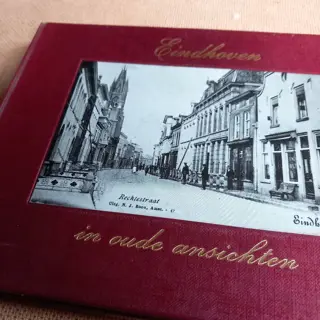 Eindhoven
Rechtestraat
Eindh
in oude ansichten